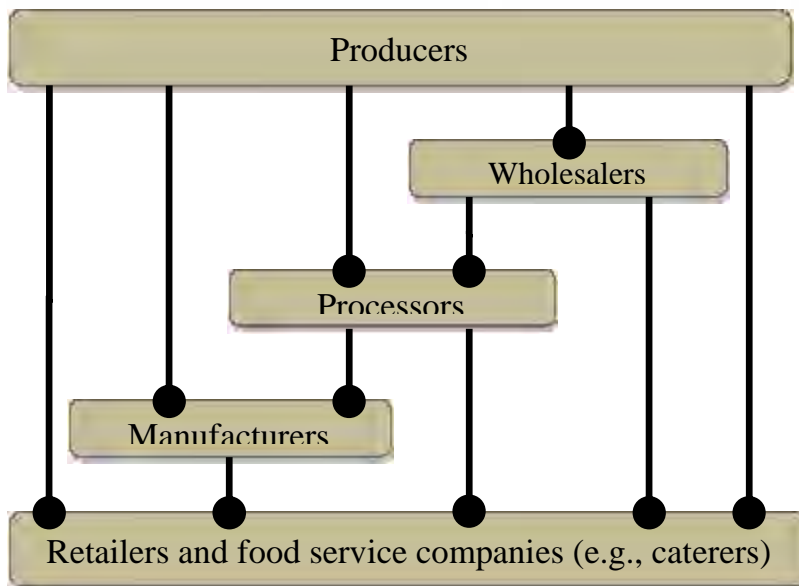 Producers
Wholesalers
Processors
Manufacturers
Retailers and food service companies (e.g., caterers)